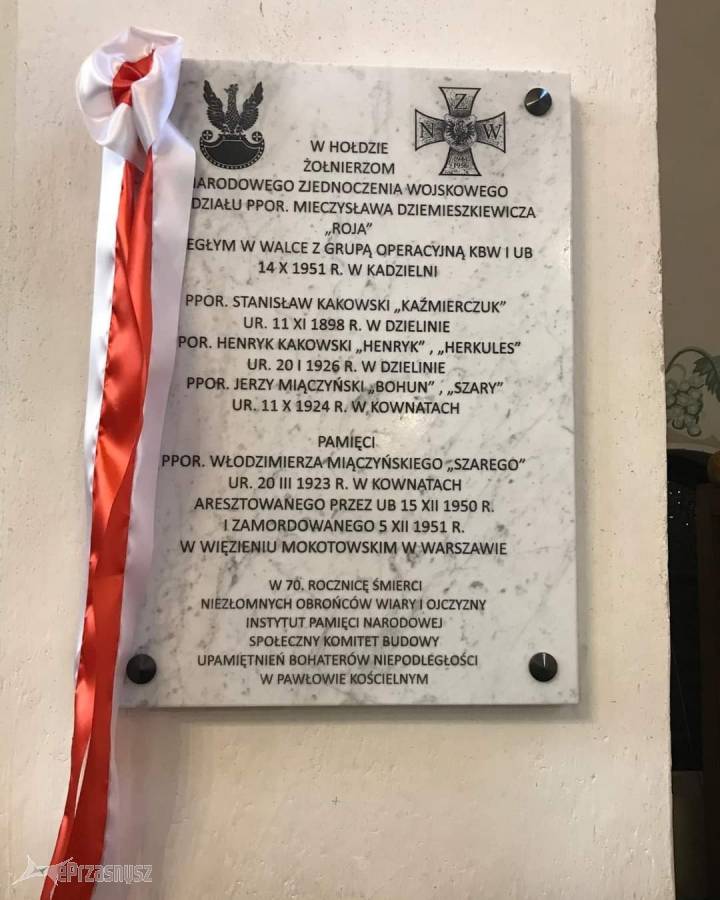 N Z W
W HOŁDZIE
ŻOŁNIERZOM
NARODOWEGO ZJEDNOCZENIA WOJSKOWEGO
DZIAŁU PPOR. MIECZYSŁAWA DZIEMIESZKIEWICZA
„ROJA”
EGŁYM W WALCE Z GRUPĄ OPERACYJNĄ KBW I UB
14 X 1951 R. W KADZIELNI
PPOR. STANISŁAW KAKOWSKI „KAŹMIERCZUK”
UR. 11 XI 1898 R. W DZIELINIE
POR. HENRYK KAKOWSKI „HENRYK” , „HERKULES”
UR. 20 I 1926 R. W DZIELINIE
PPOR. JERZY MIĄCZYŃSKI „BOHUN” , „SZARY”
UR. 11 X 1924 R. W KOWNATACH
PAMIĘCI
PPOR. WŁODZIMIERZA MIĄCZYŃSKIEGO „SZAREGO”
UR. 20 III 1923 R. W KOWNATACH
ARESZTOWANEGO PRZEZ UB 15 XII 1950 R.
I ZAMORDOWANEGO 5 XII 1951 R.
W WIĘZIENIU MOKOTOWSKIM W WARSZAWIE
W 70. ROCZNICĘ ŚMIERCI
NIEZŁOMNYCH OBROŃCÓW WIARY I OJCZYZNY
INSTYTUT PAMIĘCI NARODOWEJ
SPOŁECZNY KOMITET BUDOWY
UPAMIĘTNIEŃ BOHATERÓW NIEPODLEGŁOŚCI
W PAWŁOWIE KOŚCIELNYM
ePrzasnysz